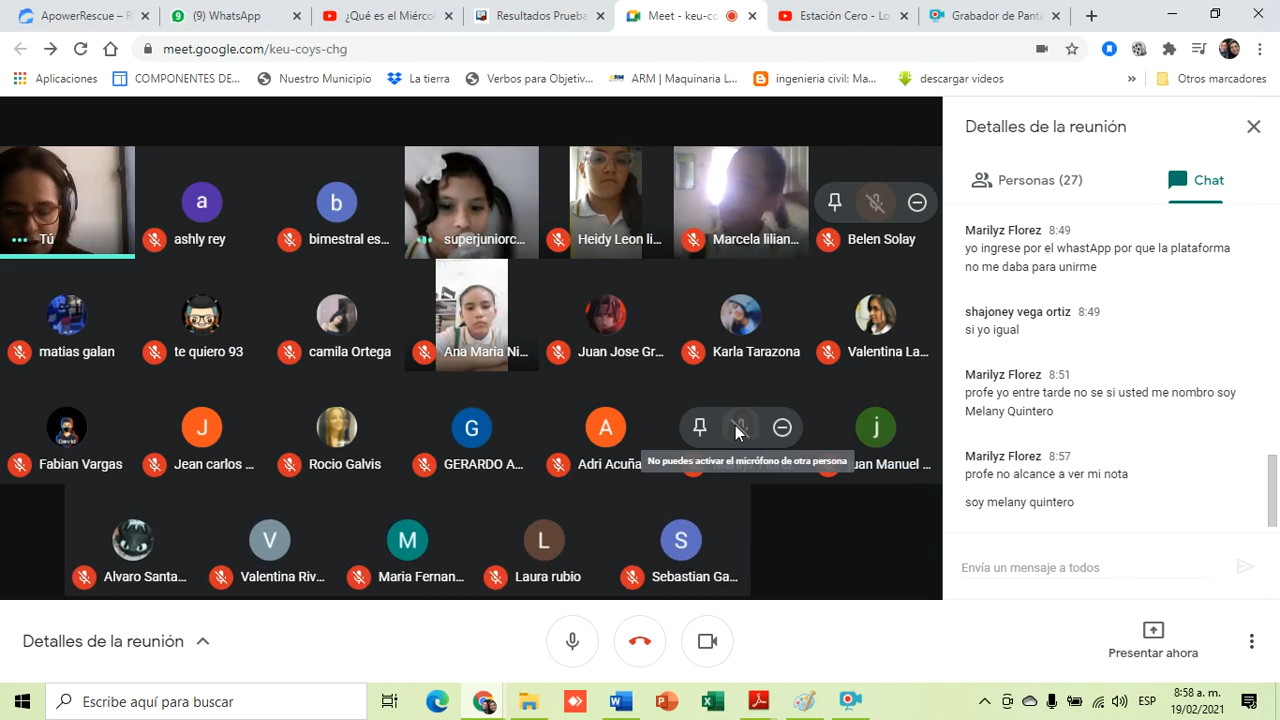 ApowerRescue - R
(9) WhatsApp
¿Qué es el Miérco
Resultados Prueba
Meet - keu-co
Estación Cero - Lo
Grabador de Panta
meet.google.com/keu-coys-chg
Aplicaciones
COMPONENTES DE...
Nuestro Municipio
La tierra
Verbos para Objetiv...
ARM | Maquinaria L...
ingenieria civil: Ma...
descargar videos
»
Otros marcadores
Detalles de la reunión
Personas (27)
Chat
Tú
a
ashly rey
b
bimestral es...
superjuniorc...
Heidy Leon li...
Marcela lilian...
Belen Solay
matias galan
te quiero 93
camila Ortega
Ana Maria Ni...
Juan Jose Gr...
Karla Tarazona
Valentina La...
David
Fabian Vargas
J
Jean carlos ...
Rocio Galvis
G
GERARDO A...
A
Adri Acuña
No puedes activar el micrófono de otra persona
j
uan Manuel ...
Alvaro Santa...
V
Valentina Riv...
M
Maria Fernan...
L
Laura rubio
S
Sebastian Ga...
Marilyz Florez 8:49
yo ingrese por el whastApp por que la plataforma
no me daba para unirme
shajoney vega ortiz 8:49
si yo igual
Marilyz Florez 8:51
profe yo entre tarde no se si usted me nombro soy
Melany Quintero
Marilyz Florez 8:57
profe no alcance a ver mi nota
soy melany quintero
Envía un mensaje a todos
Detalles de la reunión
Presentar ahora
Escribe aquí para buscar
ESP
8:58 a. m.
19/02/2021